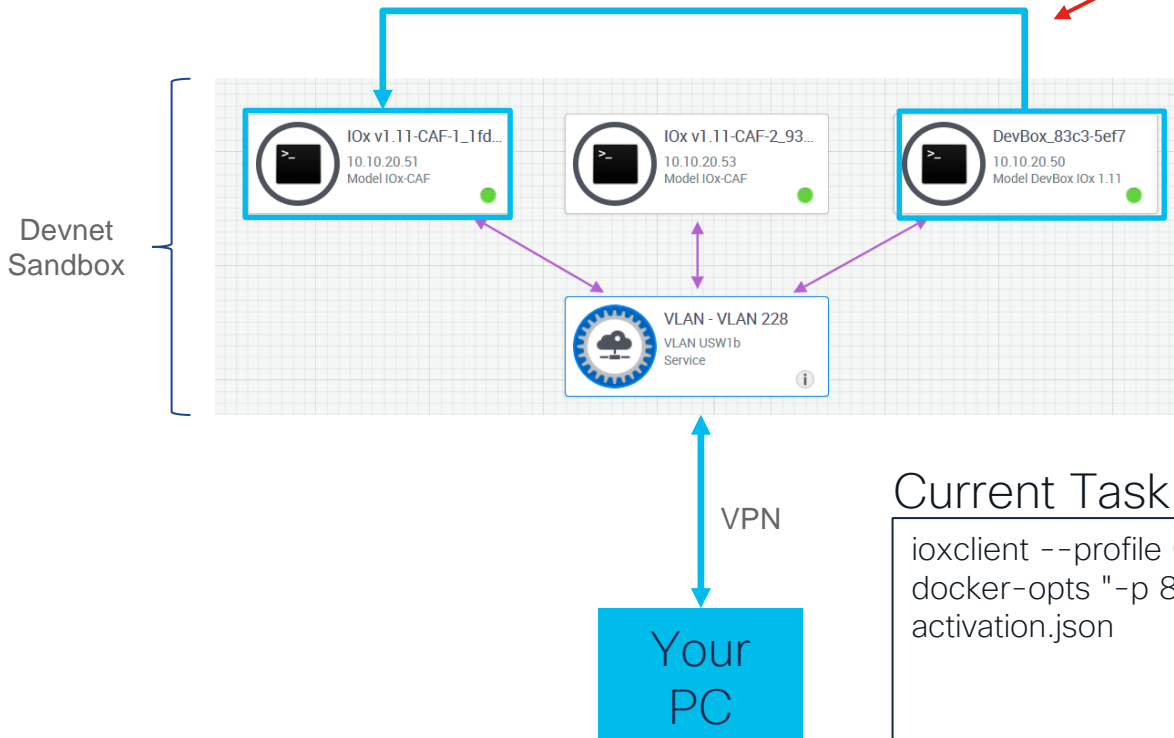 IOx v1.11-CAF-1_1fd...
10.10.20.51
Model IOx-CAF
IOx v1.11-CAF-2_93...
10.10.20.53
Model IOx-CAF
DevBox_83c3-5ef7
10.10.20.50
Model DevBox IOx 1.11
Devnet
Sandbox
VLAN - VLAN 228
VLAN USW1b
Service
i
VPN
Your
PC
Current Task
ioxclient --profile
docker-opts "-p 8
activation.json